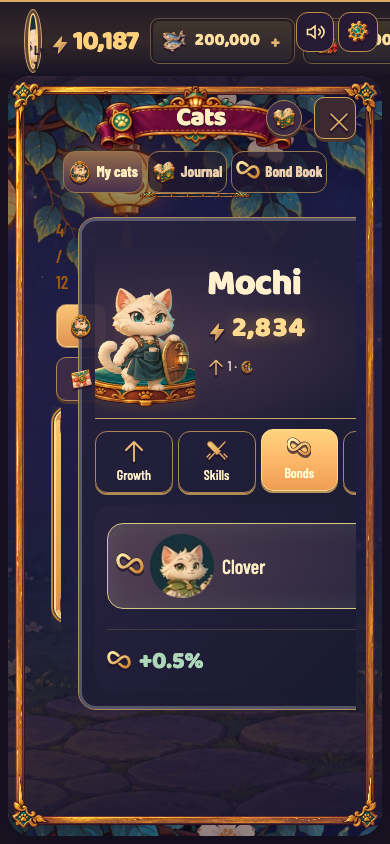 10,187
200,000 +
Cats
My cats
Journal
Bond Book
4
/
12
Mochi
2,834
1 ·
Growth
Skills
Bonds
Clover
+0.5%